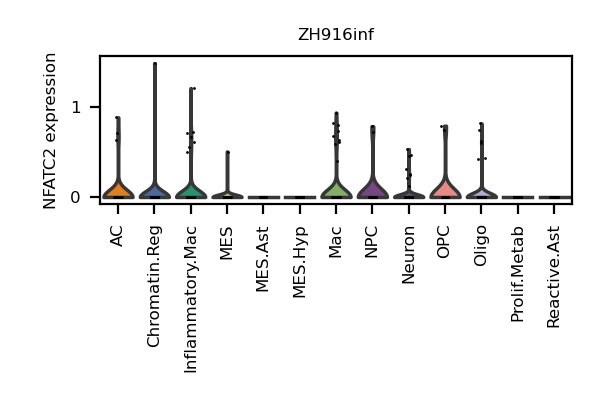 ZH916inf
NFATC2 expression
1
0
AC
Chromatin.Reg
Inflammatory.Mac
MES
MES.Ast
MES.Hyp
Mac
NPC
Neuron
OPC
Oligo
Prolif.Metab
Reactive.Ast